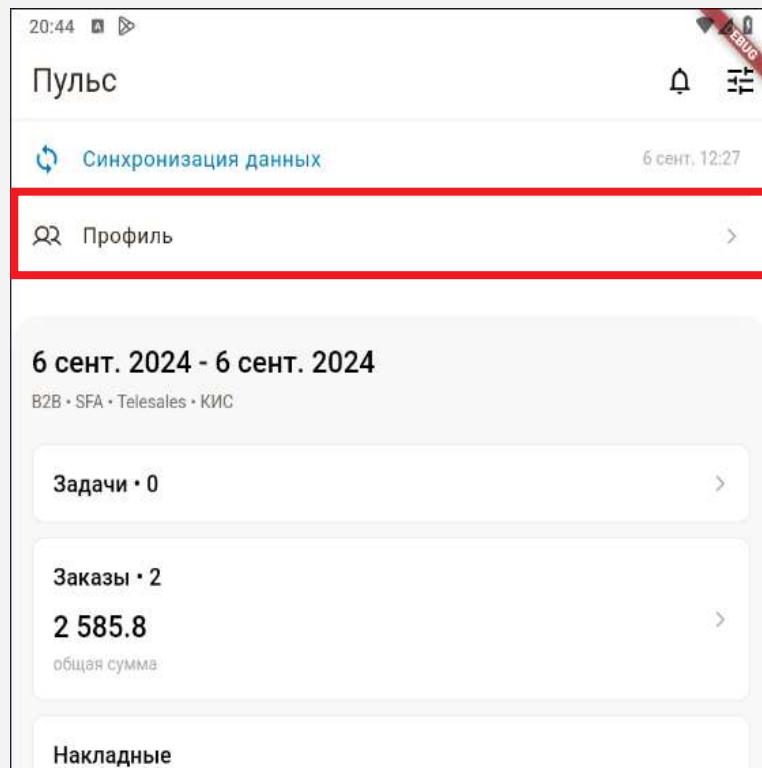 20:44
DEBUG
Пульс
Синхронизация данных 6 сент. 12:27
Профиль
6 сент. 2024 - 6 сент. 2024
B2B • SFA • Telesales • КИС
Задачи • 0
Заказы • 2
2 585.8
общая сумма
Накладные